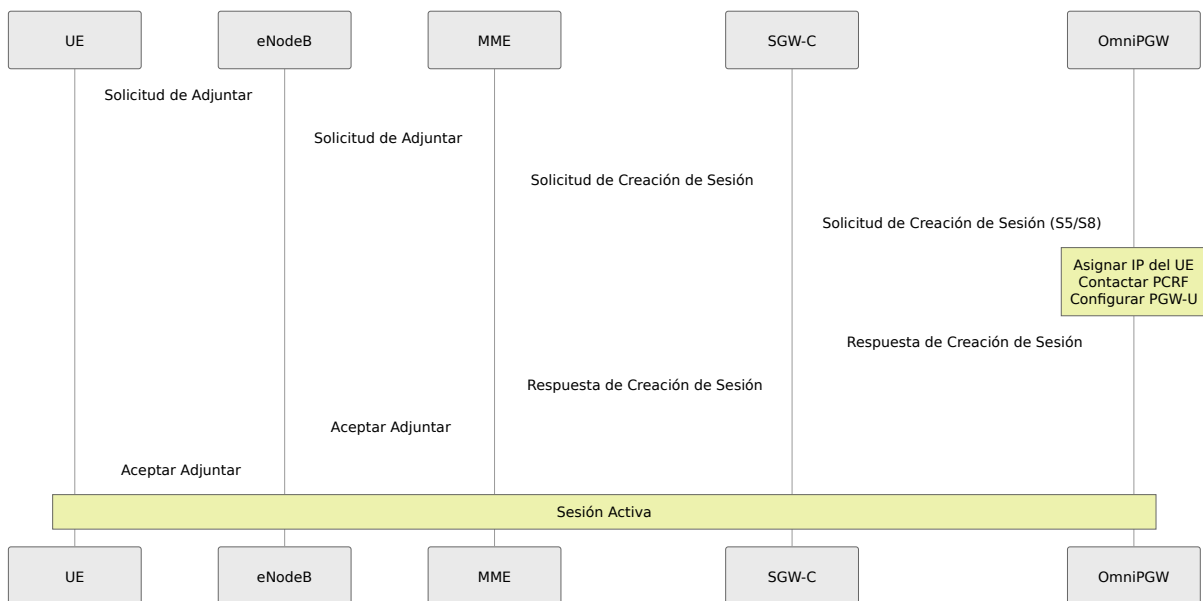 UE
eNodeB
MME
SGW-C
OmniPGW
Solicitud de Adjuntar
Solicitud de Adjuntar
Solicitud de Creación de Sesión
Solicitud de Creación de Sesión (S5/S8)
Asignar IP del UE
Contactar PCRF
Configurar PGW-U
Respuesta de Creación de Sesión
Respuesta de Creación de Sesión
Aceptar Adjuntar
Aceptar Adjuntar
Sesión Activa
UE
eNodeB
MME
SGW-C
OmniPGW